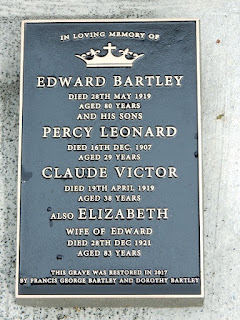 IN LOVING MEMORY OF
EDWARD BARTLEY
DIED 28TH MAY 1919
AGED 80 YEARS
AND HIS SONS
PERCY LEONARD
DIED 16TH DEC. 1907
AGED 29 YEARS
CLAUDE VICTOR
DIED 19TH APRIL 1919
AGED 38 YEARS
ALSO ELIZABETH
WIFE OF EDWARD
DIED 28TH DEC 1921
AGED 83 YEARS
THIS GRAVE WAS RESTORED IN 2017
BY FRANCIS GEORGE BARTLEY AND DOROTHY BARTLEY